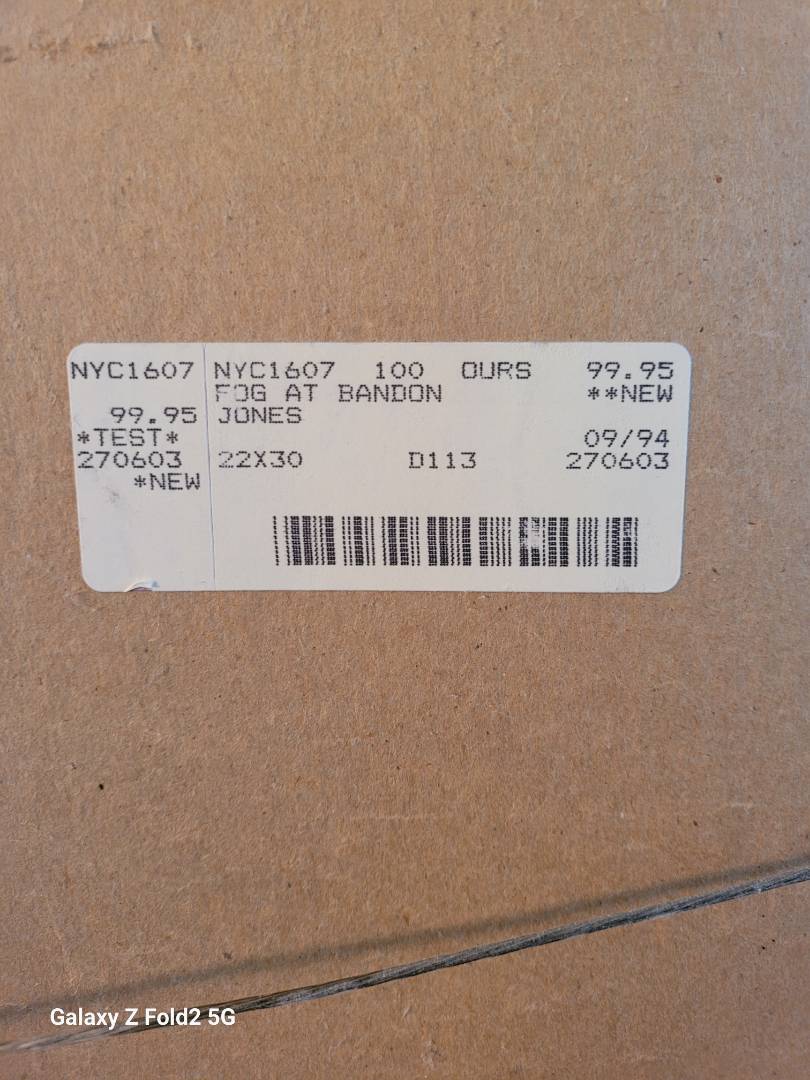 NYC1607
99.95
*TEST*
270603
*NEW
NYC1607 100 OURS 99.95
FOG AT BANDON **NEW
JONES
09/94
22X30 D113 270603
Galaxy Z Fold2 5G